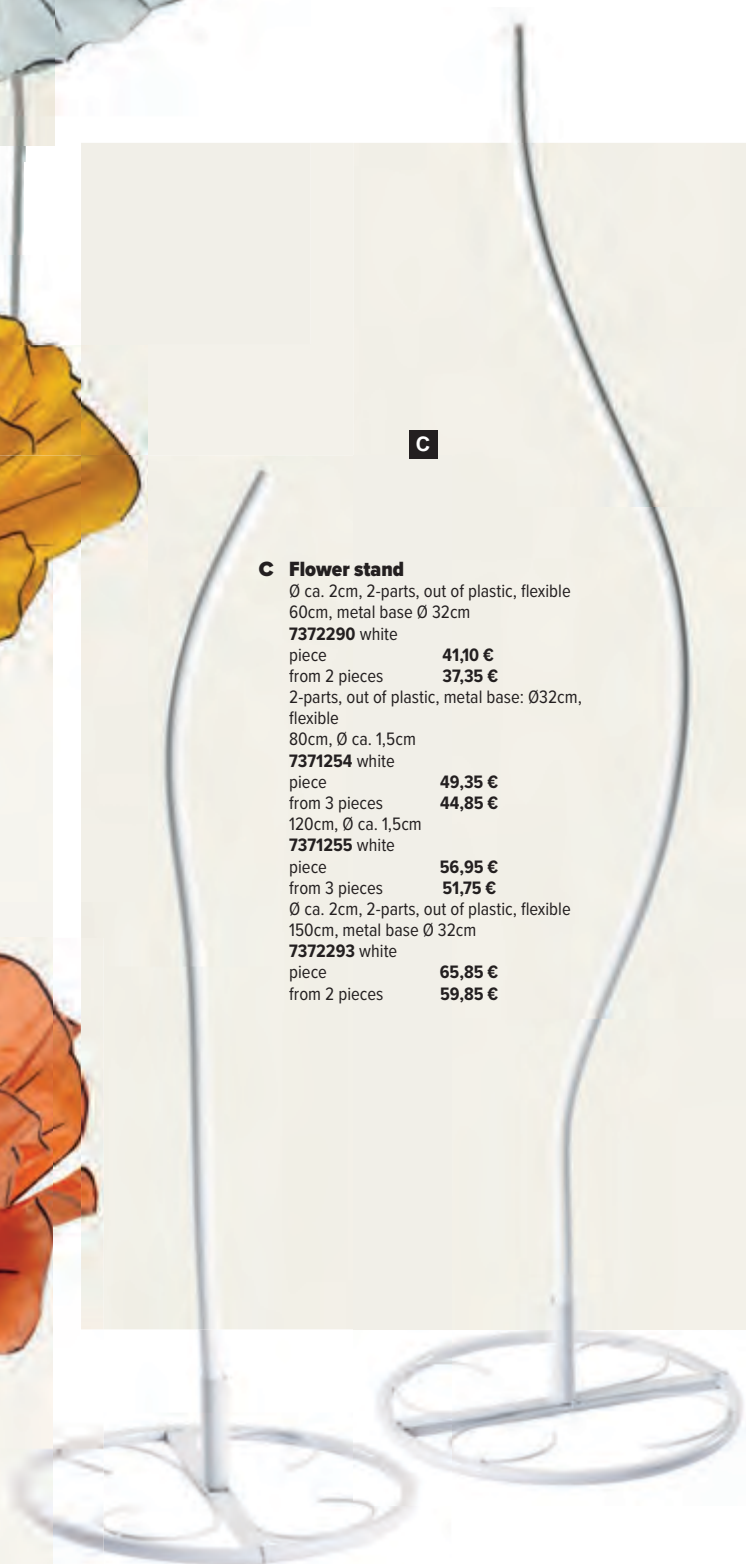 C
C Flower stand
Ø ca. 2cm, 2-parts, out of plastic, flexible
60cm, metal base Ø 32cm
7372290 white
piece 41,10 €
from 2 pieces 37,35 €
2-parts, out of plastic, metal base: Ø32cm,
flexible
80cm, Ø ca. 1,5cm
7371254 white
piece 49,35 €
from 3 pieces 44,85 €
120cm, Ø ca. 1,5cm
7371255 white
piece 56,95 €
from 3 pieces 51,75 €
Ø ca. 2cm, 2-parts, out of plastic, flexible
150cm, metal base Ø 32cm
7372293 white
piece 65,85 €
from 2 pieces 59,85 €